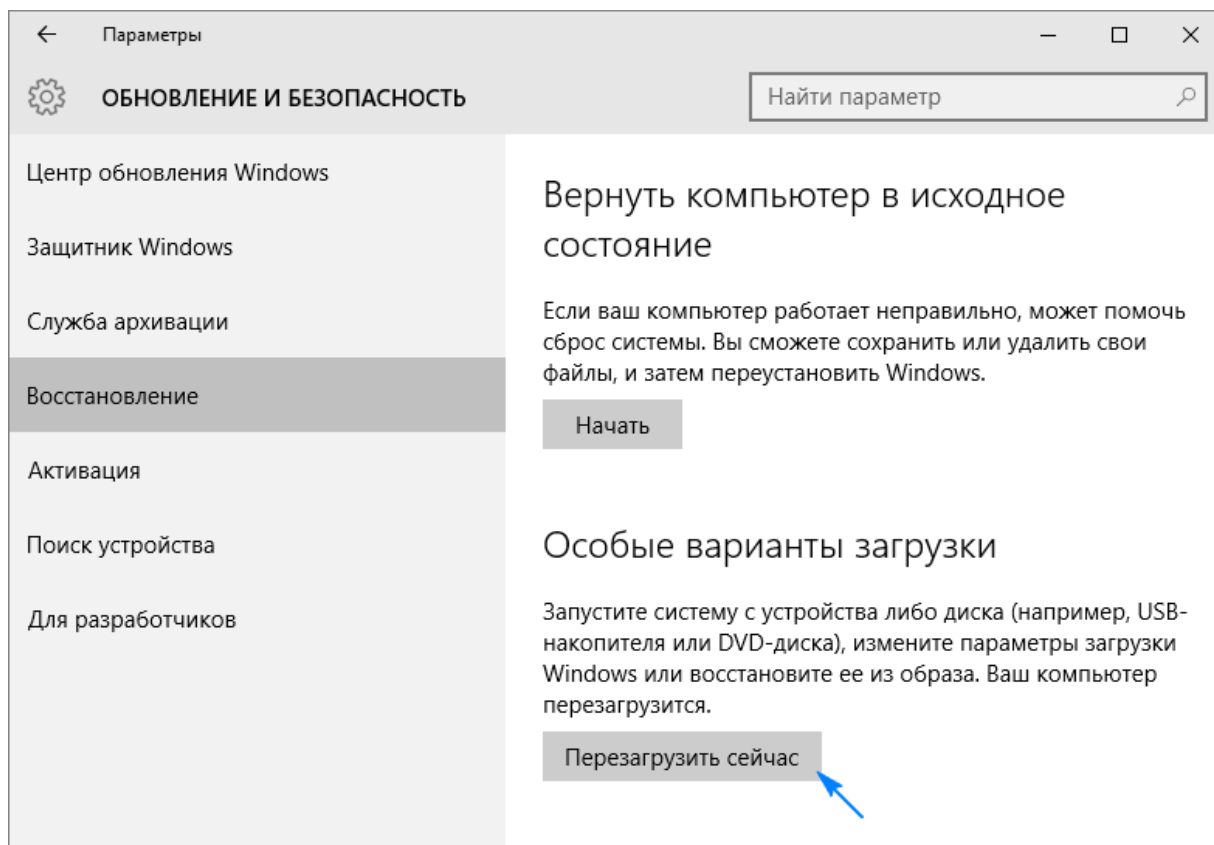 Параметры
ОБНОВЛЕНИЕ И БЕЗОПАСНОСТЬ
Найти параметр
Центр обновления Windows
Защитник Windows
Служба архивации
Восстановление
Активация
Поиск устройства
Для разработчиков
Вернуть компьютер в исходное
состояние
Если ваш компьютер работает неправильно, может помочь
сброс системы. Вы сможете сохранить или удалить свои
файлы, и затем переустановить Windows.
Начать
Особые варианты загрузки
Запустите систему с устройства либо диска (например, USB-
накопителя или DVD-диска), измените параметры загрузки
Windows или восстановите ее из образа. Ваш компьютер
перезагрузится.
Перезагрузить сейчас